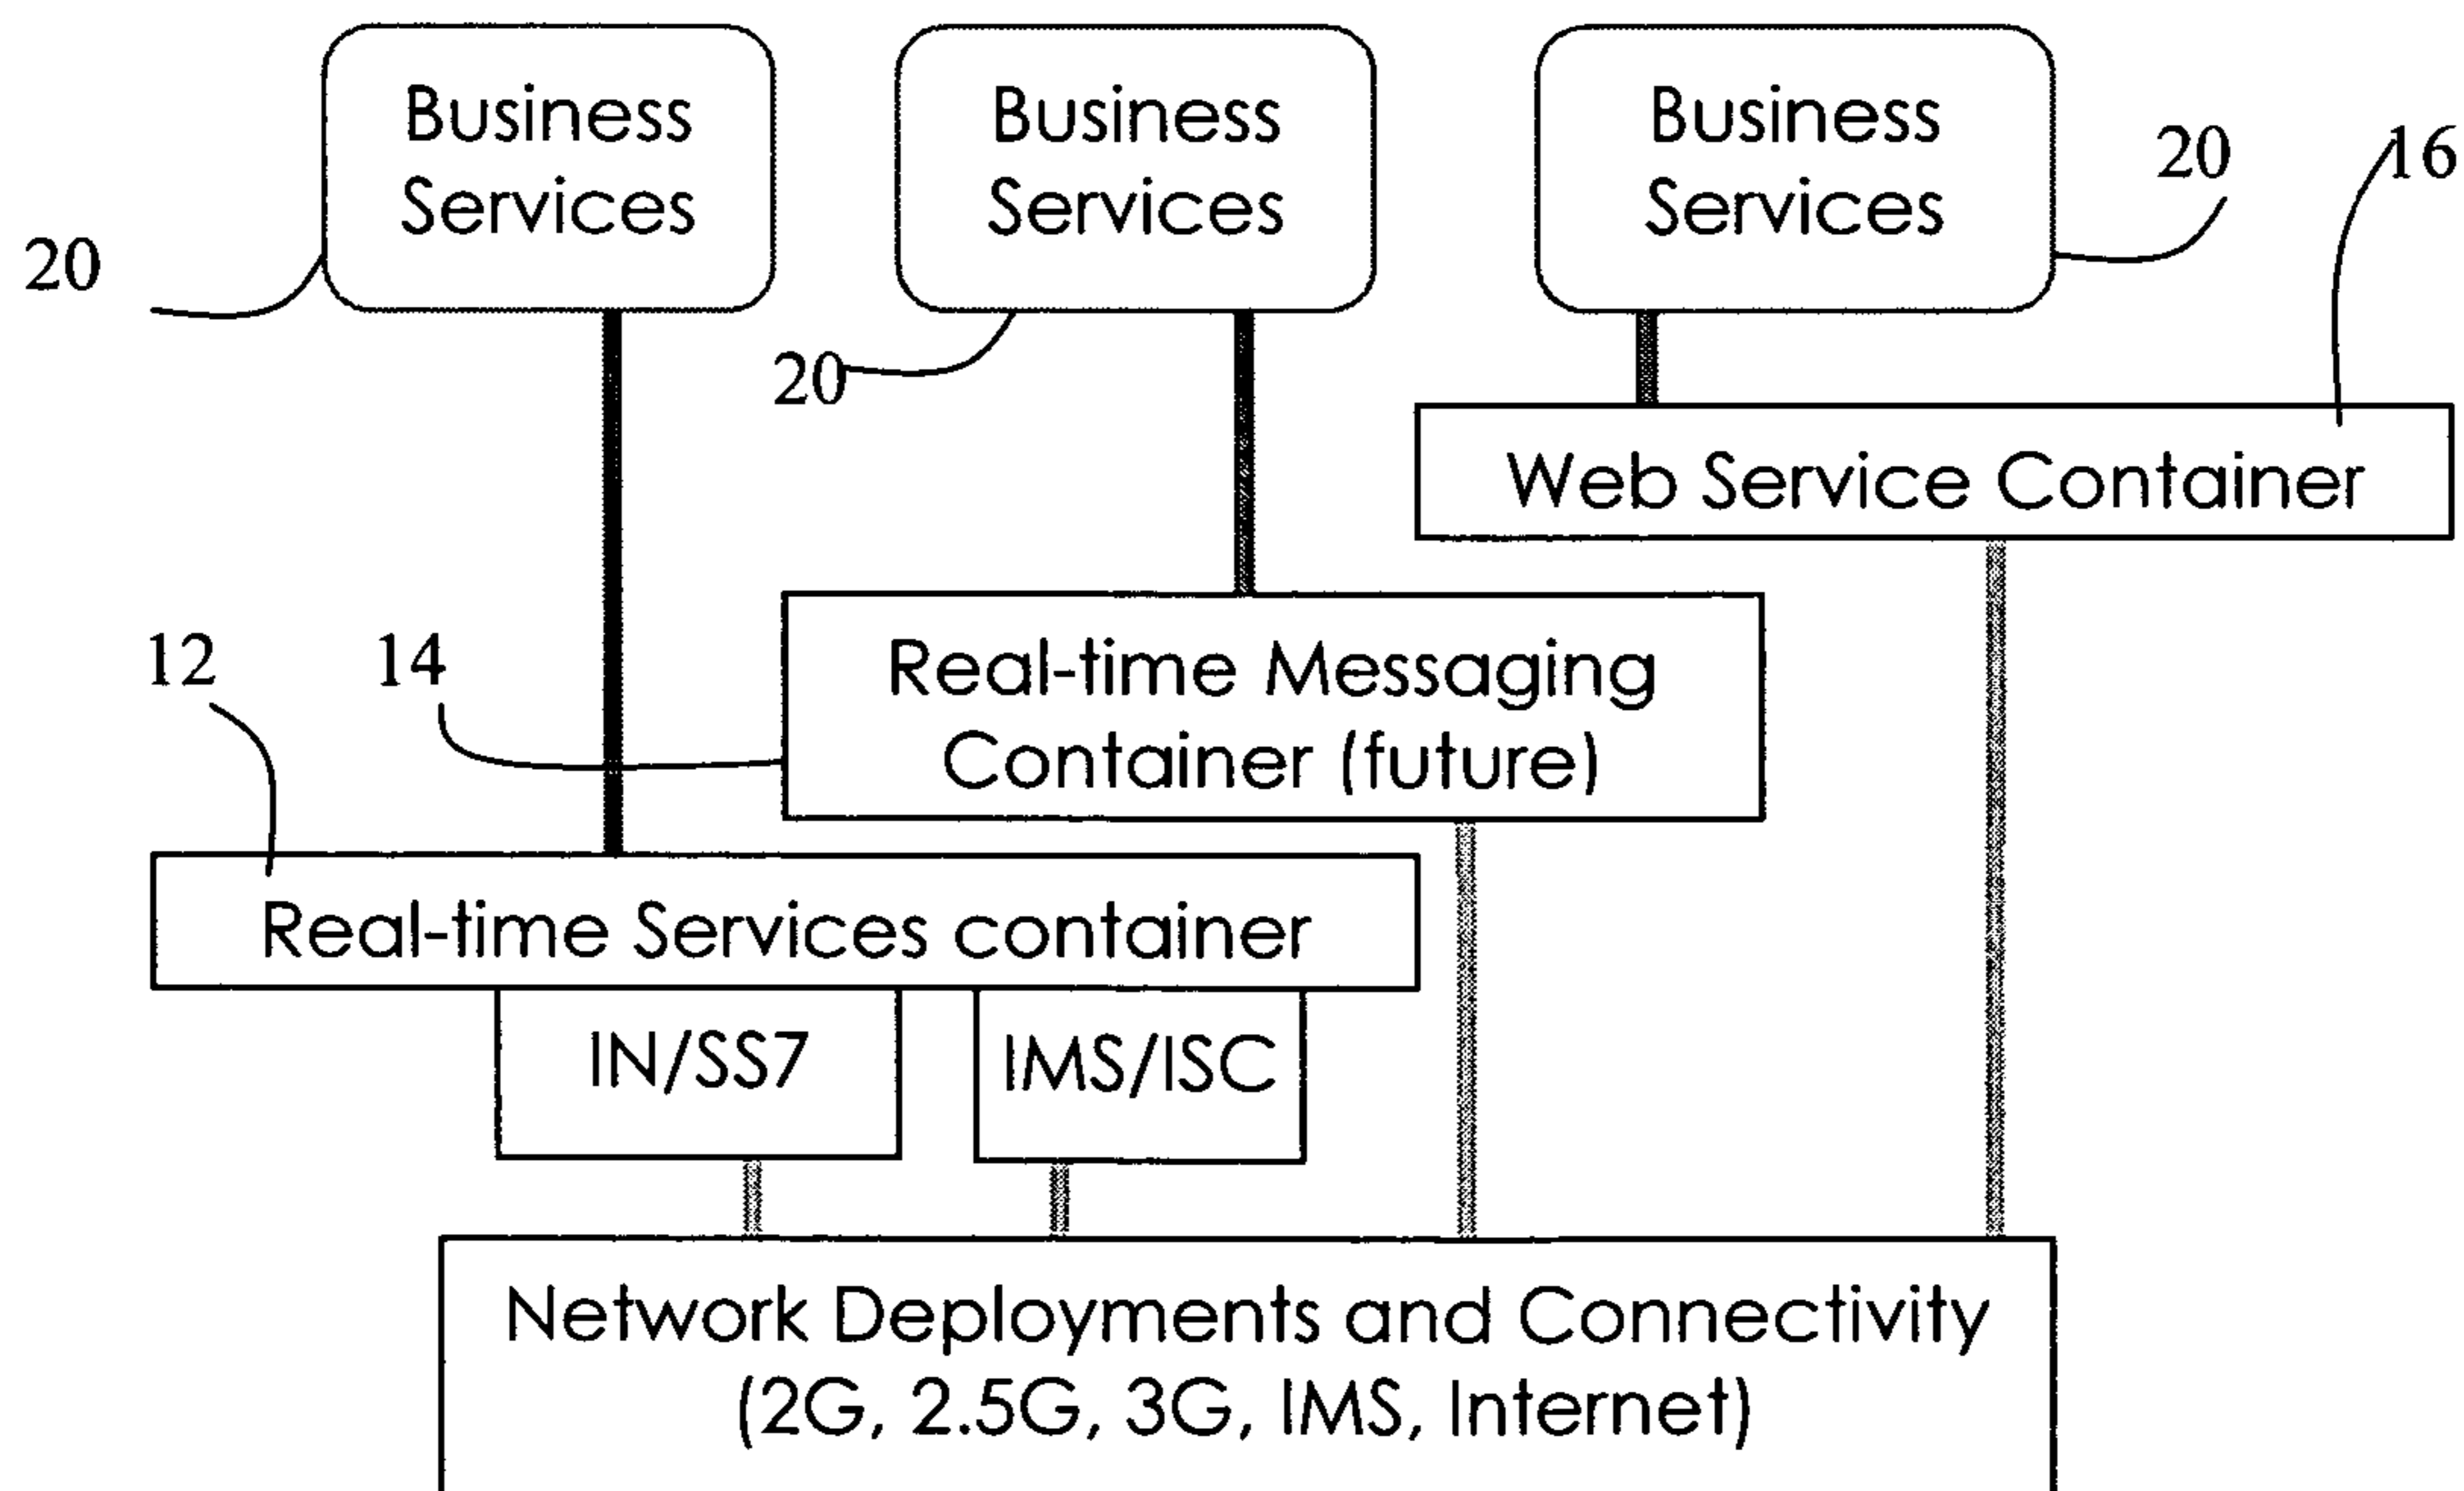 Business
Services
Business
Services
Business
Services
20
20
20
16
Web Service Container
12
14
Real-time Messaging
Container (future)
Real-time Services container
IN/SS7
IMS/ISC
Network Deployments and Connectivity
(2G, 2.5G, 3G, IMS, Internet)